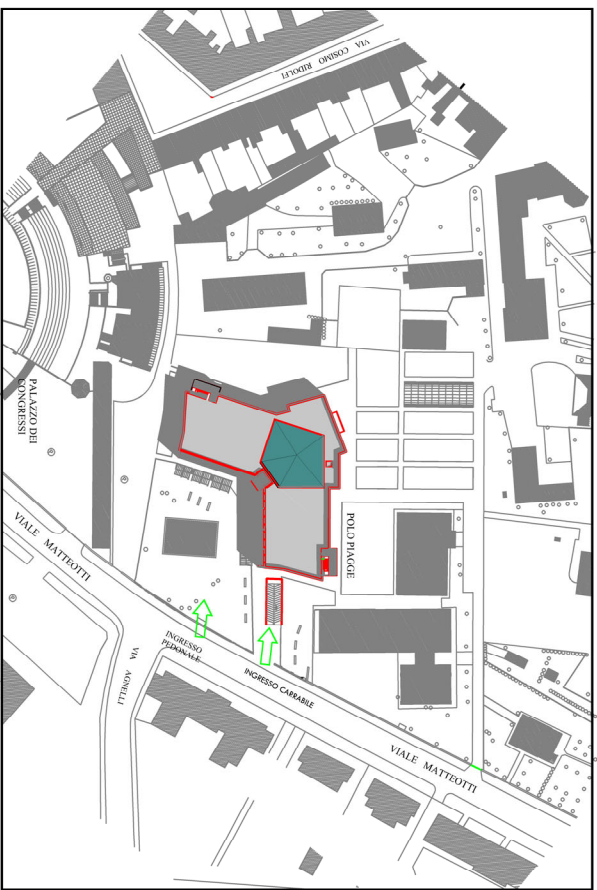 VIA COSIMO RIDOLFI
PALAZZO DEI
CONGRESSI
POLO PIAGGE
VIALE MATTEOTTI
INGRESSO
PEDONALE
INGRESSO CARRABILE
VIA AGNELLI
VIALE MATTEOTTI